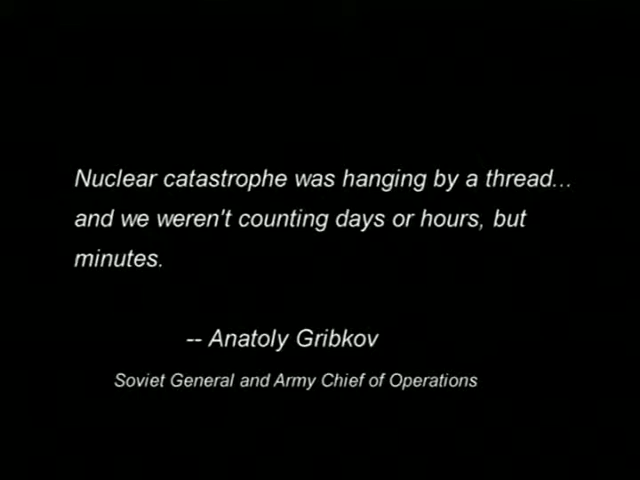 Nuclear catastrophe was hanging by a thread...
and we weren't counting days or hours, but
minutes.
-- Anatoly Gribkov
Soviet General and Army Chief of Operations